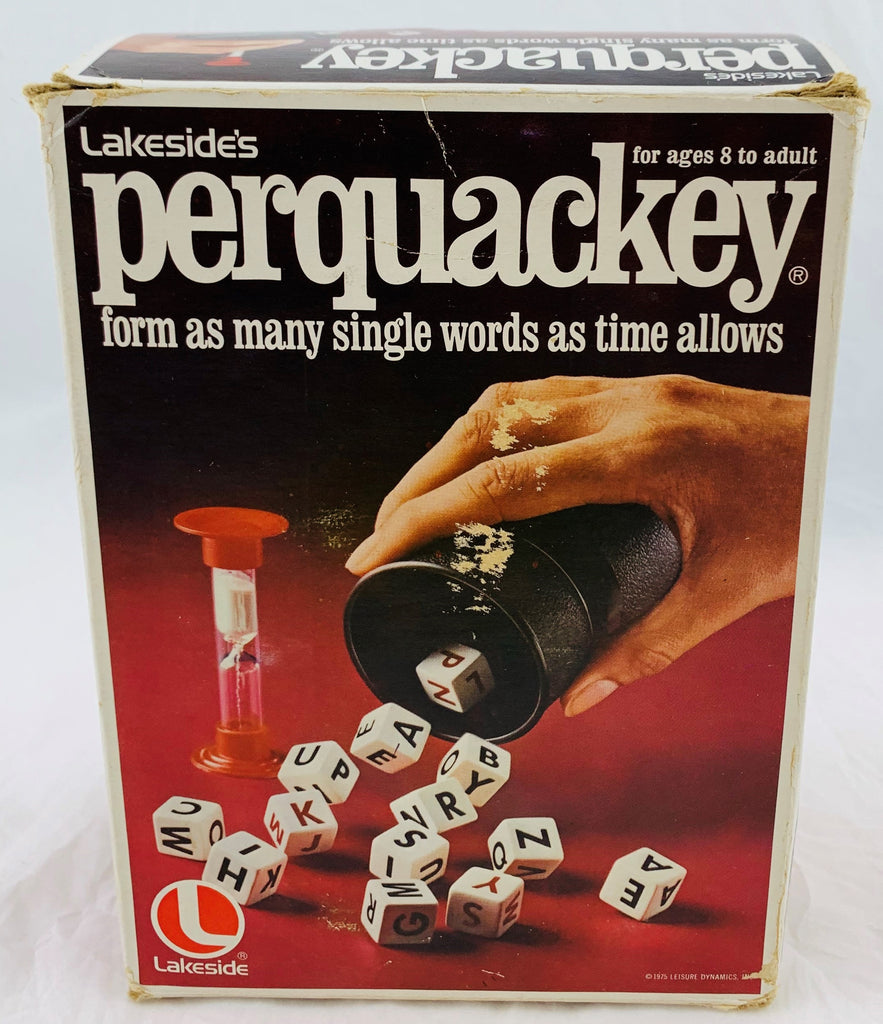 form as many single words as time allows
perquackey®
Lakeside's
Lakeside's
for ages 8 to adult
perquackey®
form as many single words as time allows
P
N
L
E
A
E
U
P
O
B
Y
K
J
R
C
W
H
K
S
I
U
N
Q
A
E
A
W
R
G
Y
S
Lakeside®
©1975 LEISURE DYNAMICS,